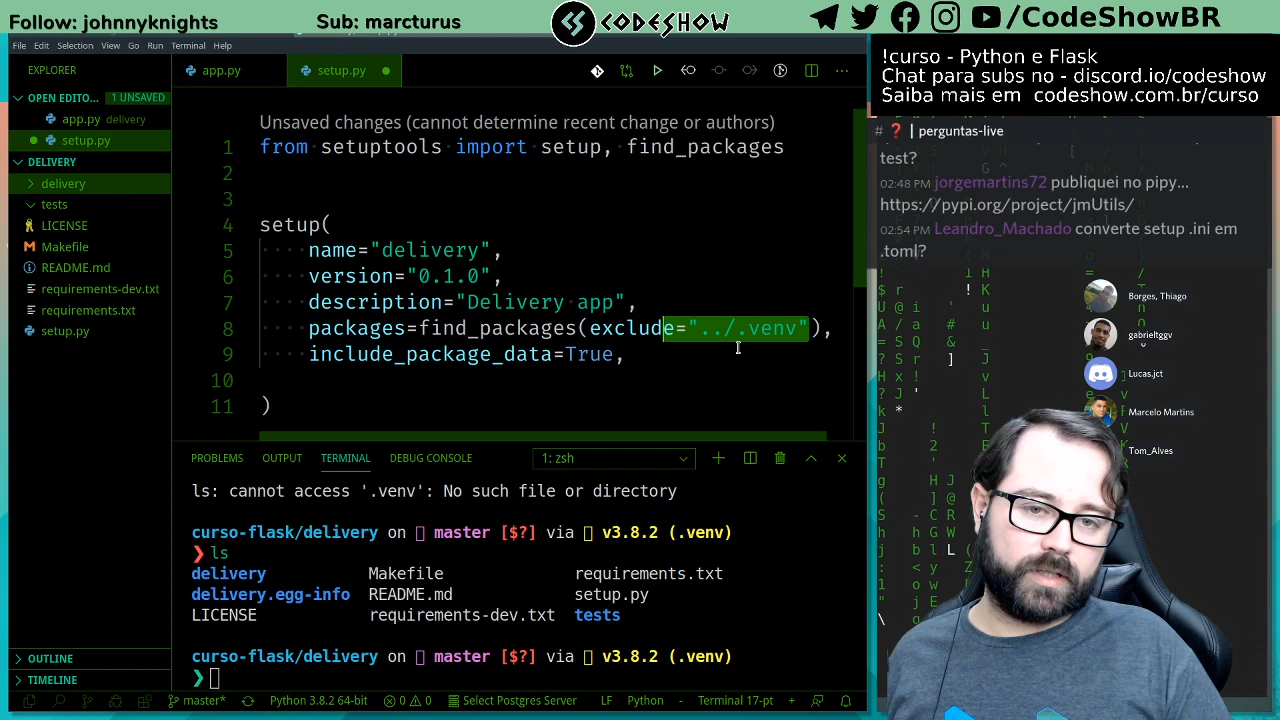 Follow: johnnyknights
Sub: marcturus
CODESHOW
/CodeShowBR
File Edit Selection View Go Run Terminal Help
!curso - Python e Flask
Chat para subs no - discord.io/codeshow
Saiba mais em codeshow.com.br/curso
EXPLORER
OPEN EDITO... 1 UNSAVED
app.py delivery
setup.py
DELIVERY
delivery
tests
LICENSE
Makefile
README.md
requirements-dev.txt
requirements.txt
setup.py
OUTLINE
TIMELINE
app.py
setup.py
Unsaved changes (cannot determine recent change or authors)
1 from setuptools import setup, find_packages
2
3
4 setup(
5 name="delivery",
6 version="0.1.0",
7 description="Delivery app",
8 packages=find_packages(exclude="../.venv"),
9 include_package_data=True,
10
11 )
PROBLEMS OUTPUT TERMINAL DEBUG CONSOLE 1: zsh
ls: cannot access '.venv': No such file or directory
curso-flask/delivery on master [$?] via v3.8.2 (.venv)
❯ ls
delivery Makefile requirements.txt
delivery.egg-info README.md setup.py
LICENSE requirements-dev.txt tests
curso-flask/delivery on master [$?] via v3.8.2 (.venv)
❯
master* Python 3.8.2 64-bit 0 0 Select Postgres Server LF Python - Terminal 17-pt +
# ❓ | perguntas-live
test?
02:48 PM jorgemartins72 publiquei no pipy...
https://pypi.org/project/jmUtils/
02:54 PM Leandro_Machado converte setup .ini em
.toml?
Borges, Thiago
gabrieltggv
Lucas.jct
Marcelo Martins
Tom_Alves